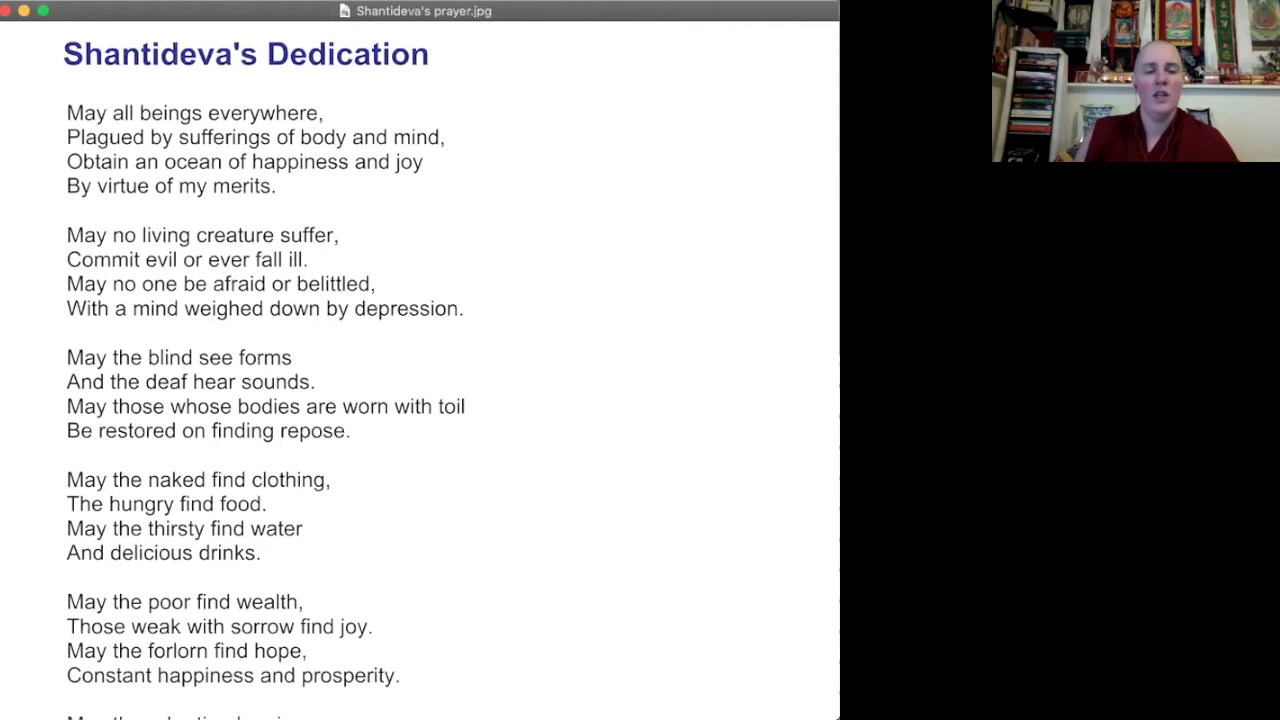 Shantideva's prayer.jpg
Shantideva's Dedication
May all beings everywhere,
Plagued by sufferings of body and mind,
Obtain an ocean of happiness and joy
By virtue of my merits.
May no living creature suffer,
Commit evil or ever fall ill.
May no one be afraid or belittled,
With a mind weighed down by depression.
May the blind see forms
And the deaf hear sounds.
May those whose bodies are worn with toil
Be restored on finding repose.
May the naked find clothing,
The hungry find food.
May the thirsty find water
And delicious drinks.
May the poor find wealth,
Those weak with sorrow find joy.
May the forlorn find hope,
Constant happiness and prosperity.